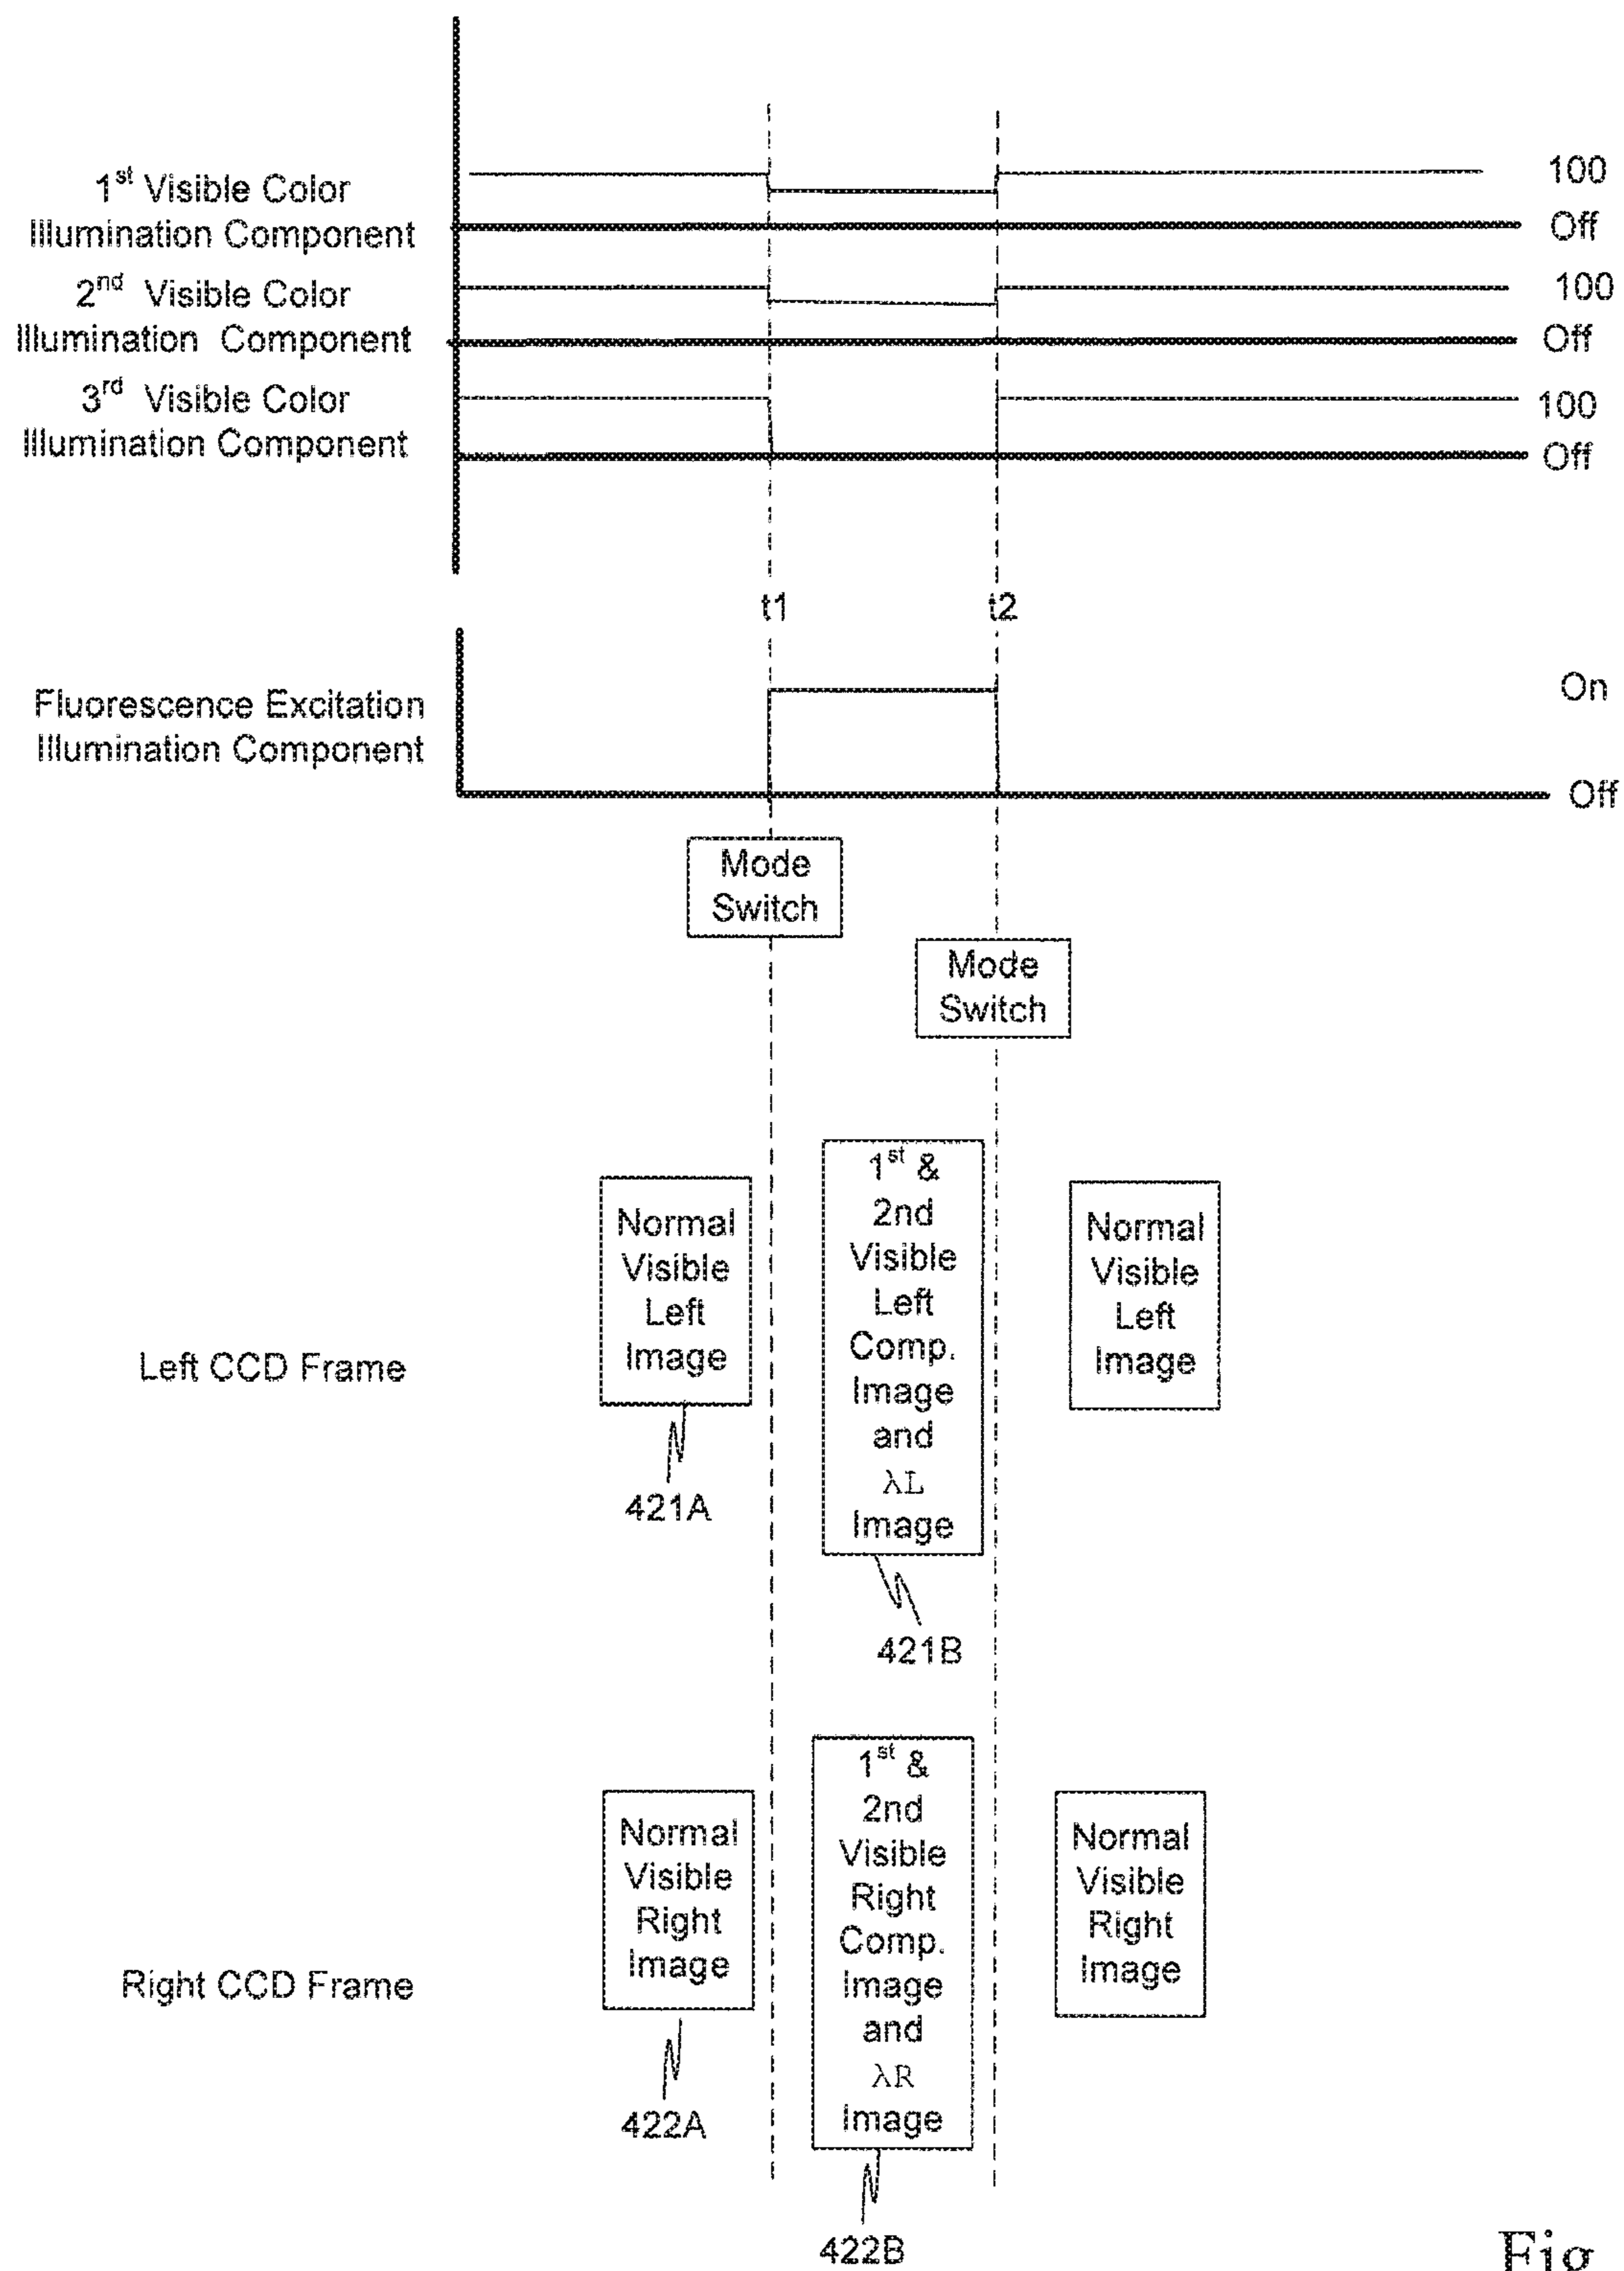 1st Visible Color
Illumination Component
100
Off
2nd Visible Color
Illumination Component
100
Off
3rd Visible Color
Illumination Component
100
Off
t1
t2
Fluorescence Excitation
Illumination Component
On
Off
Mode
Switch
Mode
Switch
Left CCD Frame
Normal
Visible
Left
Image
421A
1st &
2nd
Visible
Left
Comp.
Image
and
λL
Image
421B
Normal
Visible
Left
Image
Right CCD Frame
Normal
Visible
Right
Image
422A
1st &
2nd
Visible
Right
Comp.
Image
and
λR
Image
422B
Normal
Visible
Right
Image
Fig